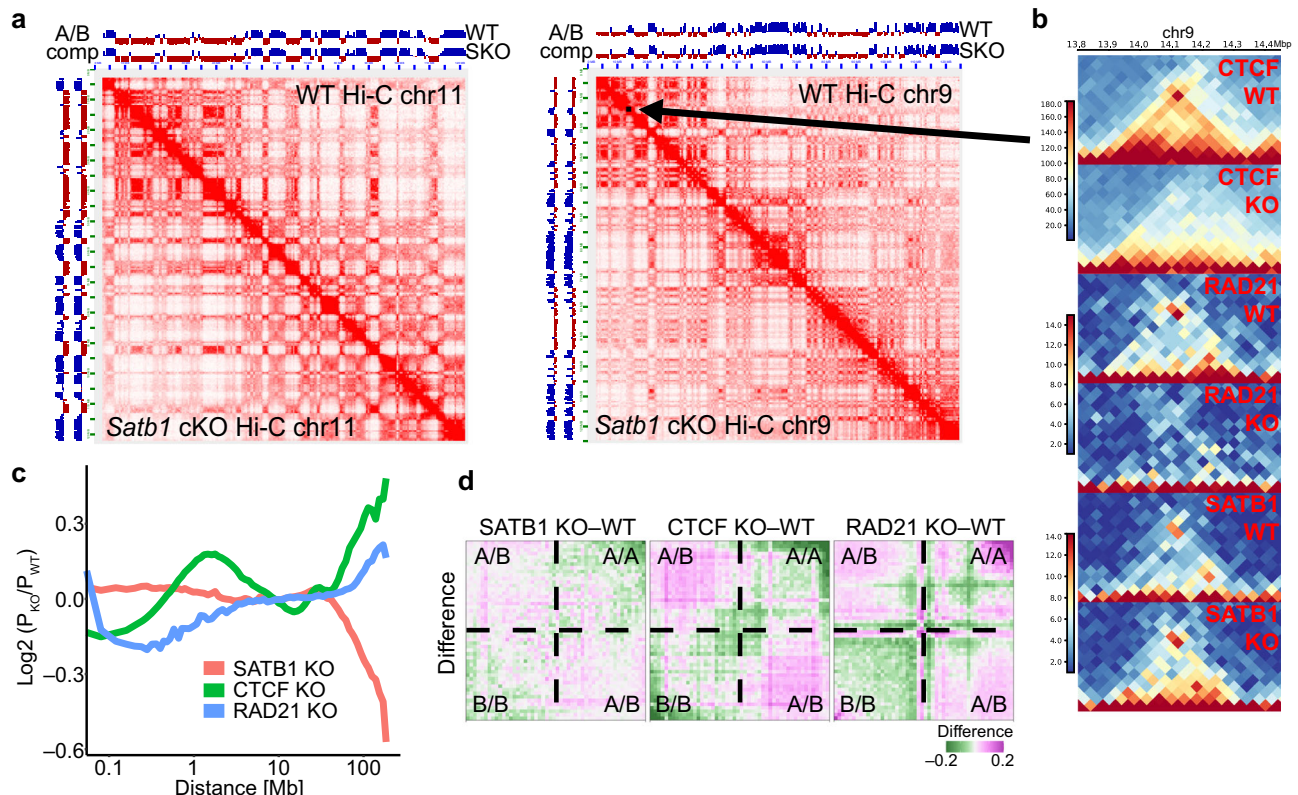 a
A/B
comp
WT
SKO
WT Hi-C chr11
Satb1 cKO Hi-C chr11
A/B
comp
WT
SKO
WT Hi-C chr9
Satb1 cKO Hi-C chr9
b
chr9
13,8 13,9 14,0 14,1 14,2 14,3 14,4Mbp
CTCF
WT
180.0
160.0
140.0
120.0
100.0
80.0
60.0
40.0
20.0
CTCF
KO
RAD21
WT
14.0
12.0
10.0
8.0
6.0
4.0
2.0
RAD21
KO
SATB1
WT
14.0
12.0
10.0
8.0
6.0
4.0
2.0
SATB1
KO
c
Log2 (PKO/PWT)
0.3
0.0
–0.3
–0.6
SATB1 KO
CTCF KO
RAD21 KO
0.1 1 10 100
Distance [Mb]
d
SATB1 KO–WT CTCF KO–WT RAD21 KO–WT
Difference
A/B A/A A/B A/A A/B A/A
B/B A/B B/B A/B B/B A/B
Difference
–0.2 0.2